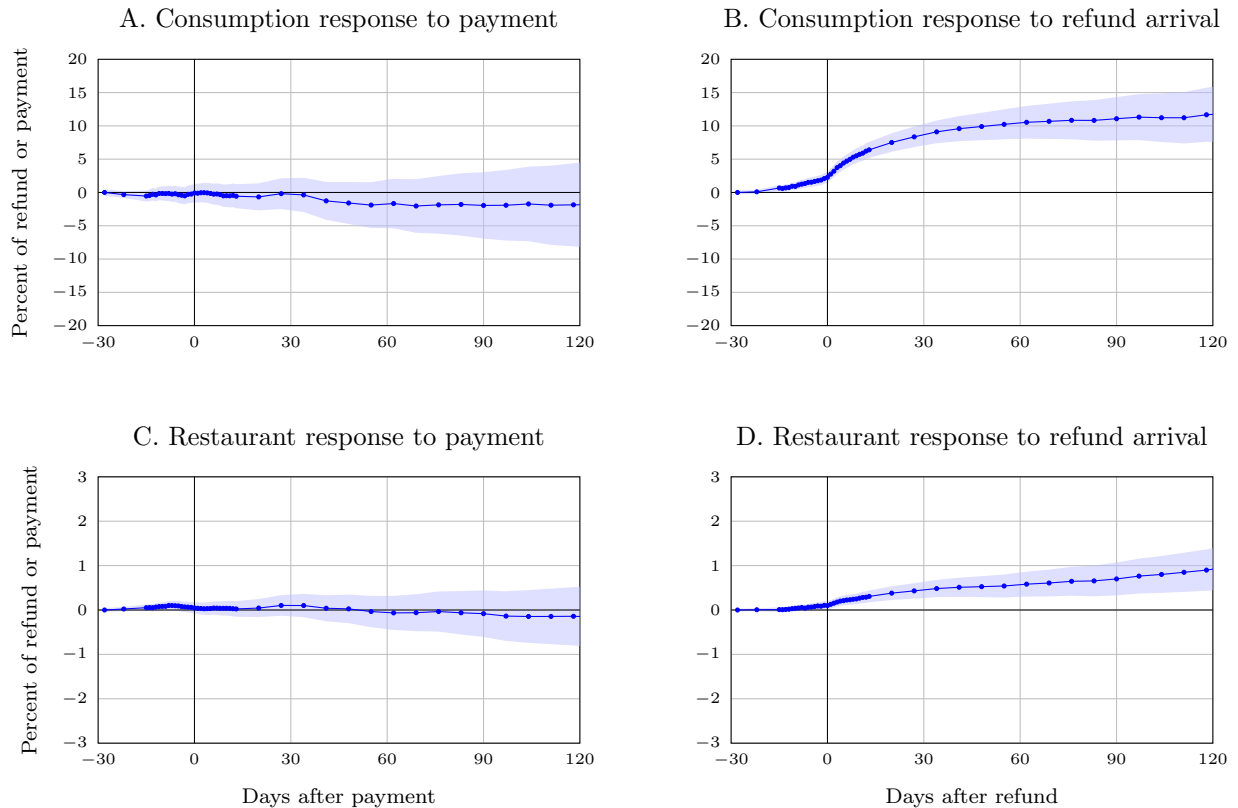 A. Consumption response to payment
Percent of refund or payment
20
15
10
5
0
−5
−10
−15
−20
−30 0 30 60 90 120
B. Consumption response to refund arrival
20
15
10
5
0
−5
−10
−15
−20
−30 0 30 60 90 120
C. Restaurant response to payment
Percent of refund or payment
3
2
1
0
−1
−2
−3
−30 0 30 60 90 120
Days after payment
D. Restaurant response to refund arrival
3
2
1
0
−1
−2
−3
−30 0 30 60 90 120
Days after refund